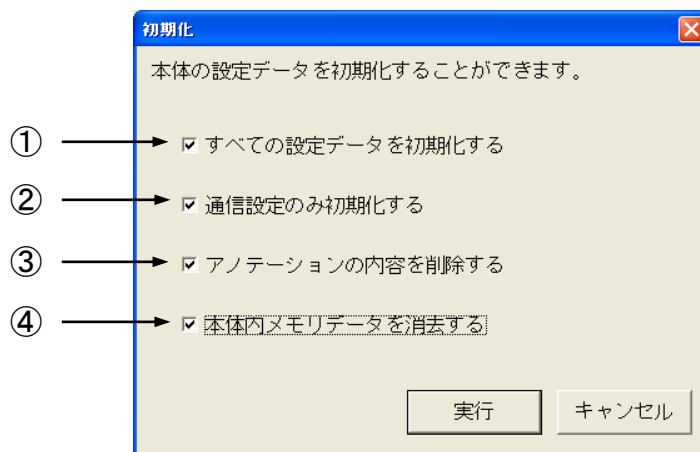 初期化
本体の設定データを初期化することができます。
① すべての設定データを初期化する
② 通信設定のみ初期化する
③ アノテーションの内容を削除する
④ 本体内メモリデータを消去する
実行 キャンセル